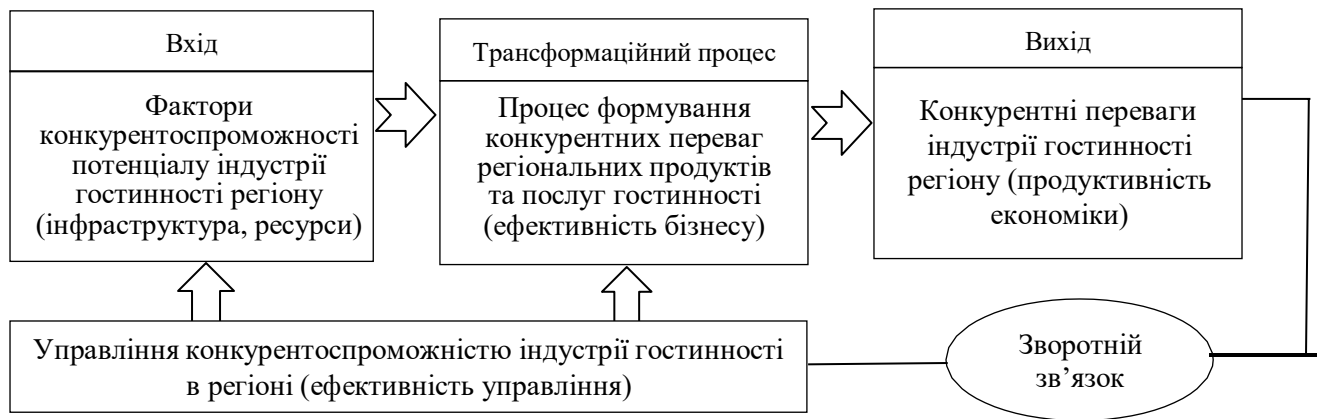 Вхід
Фактори
конкурентоспроможності
потенціалу індустрії
гостинності регіону
(інфраструктура, ресурси)
Трансформаційний процес
Процес формування
конкурентних переваг
регіональних продуктів
та послуг гостинності
(ефективність бізнесу)
Вихід
Конкурентні переваги
індустрії гостинності
регіону (продуктивність
економіки)
Управління конкурентоспроможністю індустрії гостинності
в регіоні (ефективність управління)
Зворотній
зв’язок